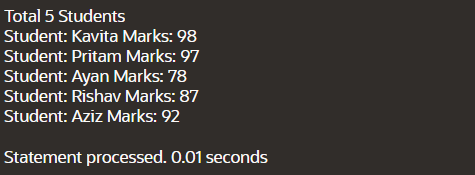 Total 5 Students
Student: Kavita Marks: 98
Student: Pritam Marks: 97
Student: Ayan Marks: 78
Student: Rishav Marks: 87
Student: Aziz Marks: 92
Statement processed. 0.01 seconds